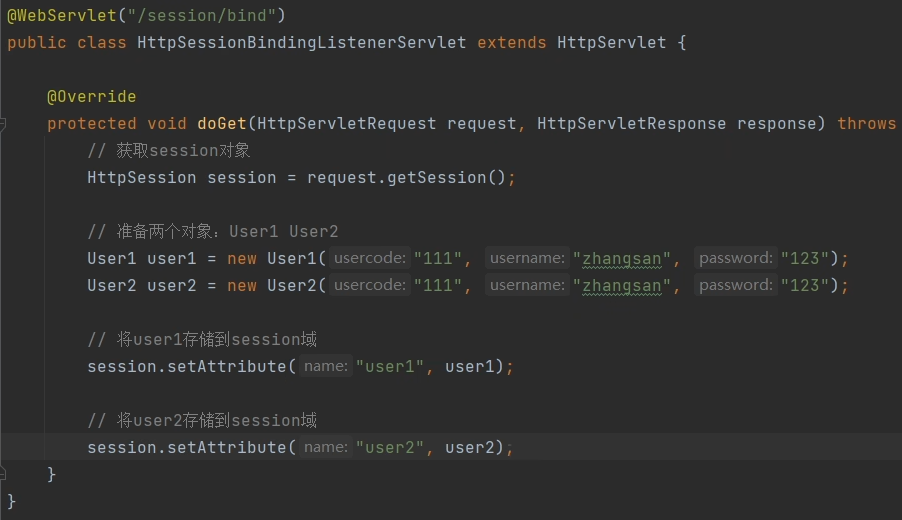 @WebServlet("/session/bind")
public class HttpSessionBindingListenerServlet extends HttpServlet {
@Override
protected void doGet(HttpServletRequest request, HttpServletResponse response) throws
// 获取session对象
HttpSession session = request.getSession();
// 准备两个对象：User1 User2
User1 user1 = new User1( usercode: "111", username: "zhangsan", password: "123");
User2 user2 = new User2( usercode: "111", username: "zhangsan", password: "123");
// 将user1存储到session域
session.setAttribute( name: "user1", user1);
// 将user2存储到session域
session.setAttribute( name: "user2", user2);
}
}